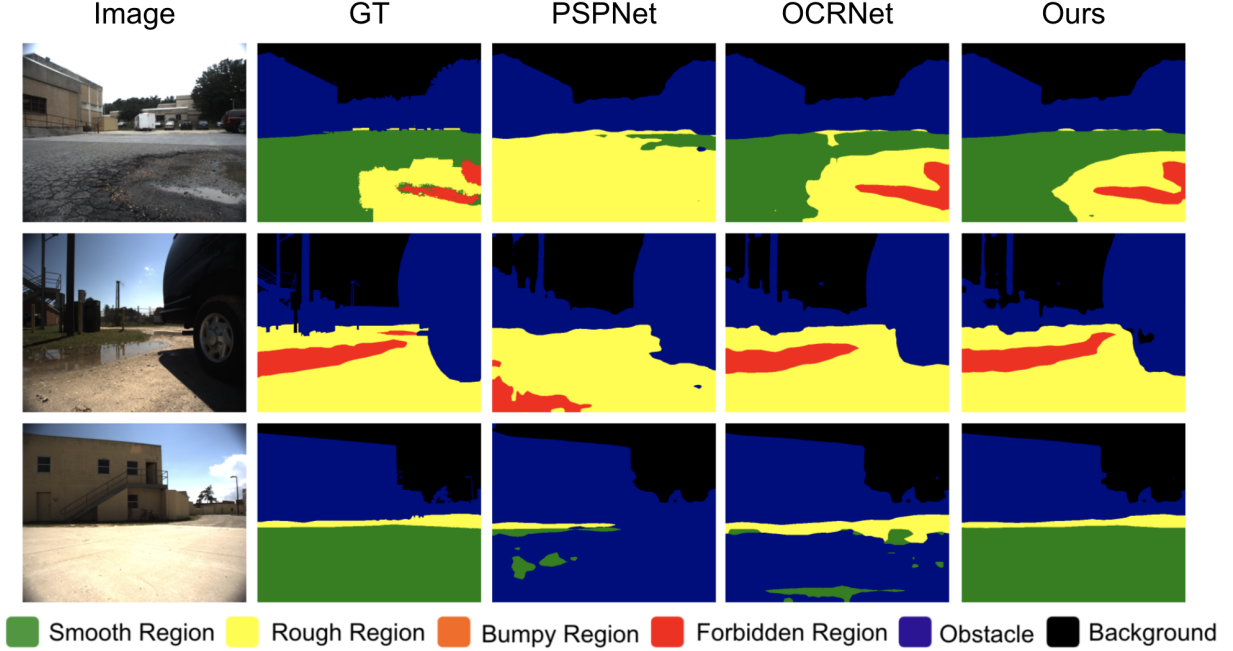 Image GT PSPNet OCRNet Ours
Smooth Region Rough Region Bumpy Region Forbidden Region Obstacle Background